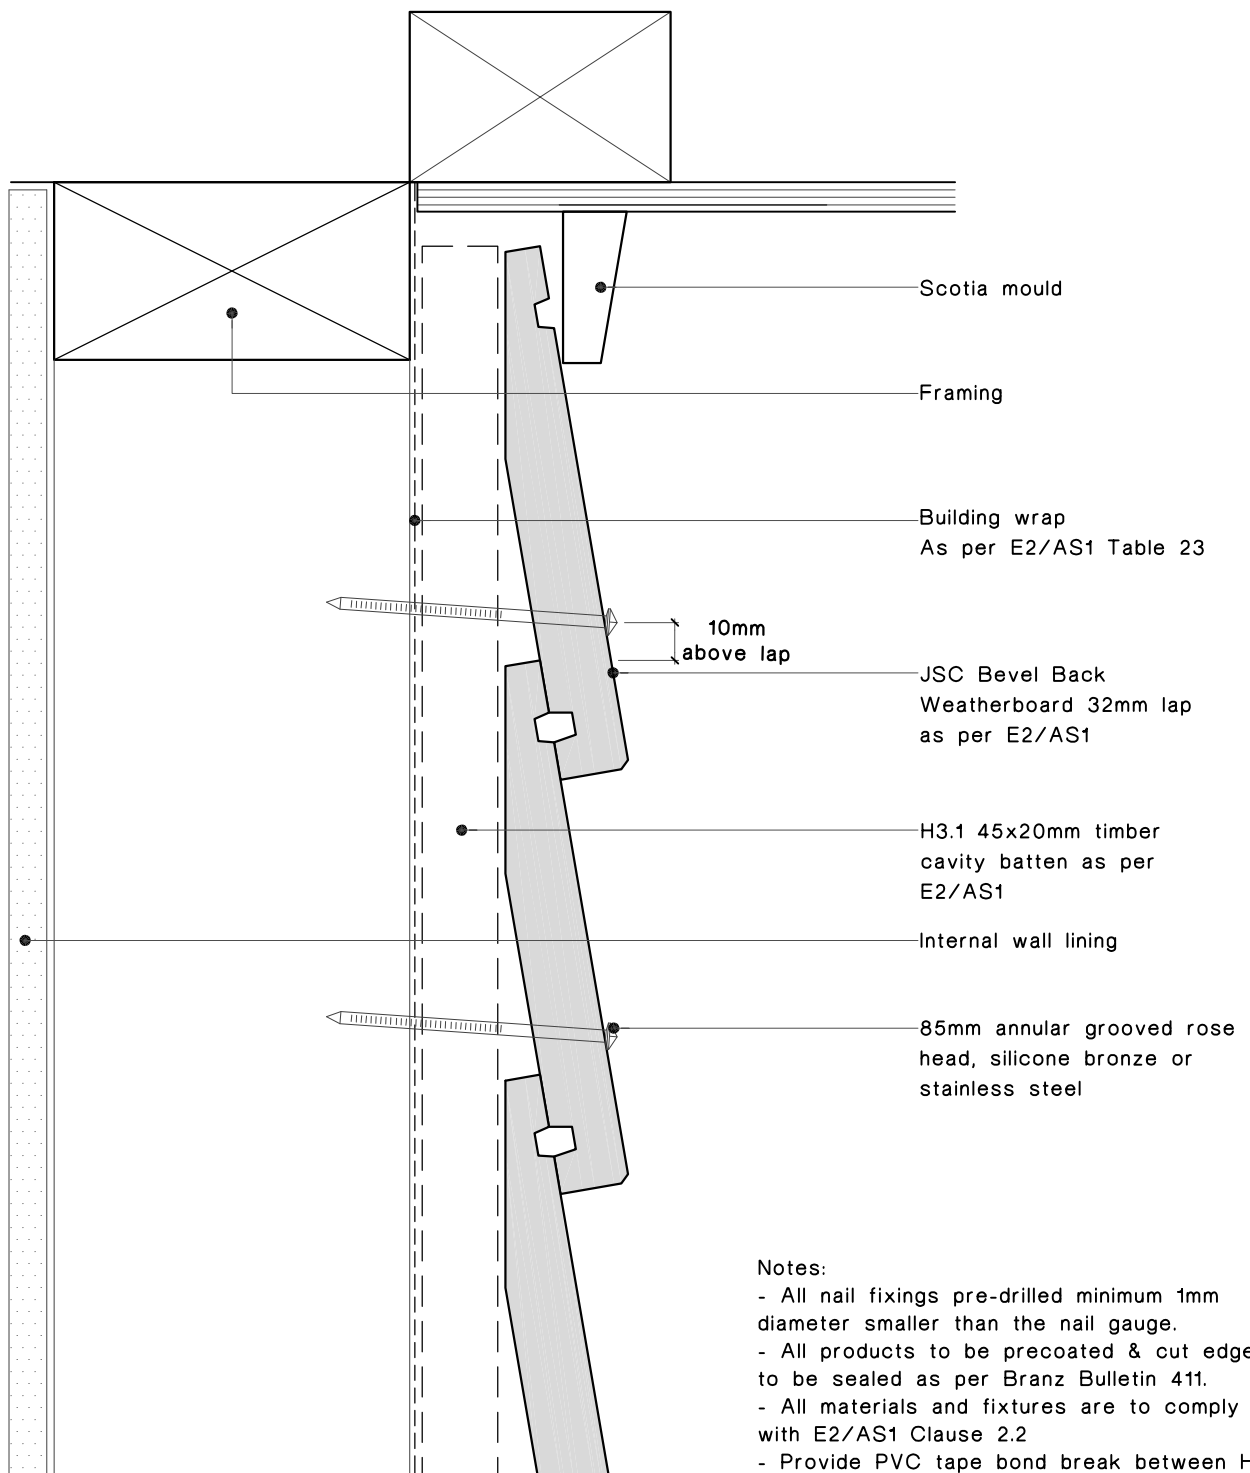 Scotia mould
Framing
Building wrap
As per E2/AS1 Table 23
10mm
above lap
JSC Bevel Back
Weatherboard 32mm lap
as per E2/AS1
H3.1 45x20mm timber
cavity batten as per
E2/AS1
Internal wall lining
85mm annular grooved rose
head, silicone bronze or
stainless steel
Notes:
- All nail fixings pre-drilled minimum 1mm
diameter smaller than the nail gauge.
- All products to be precoated & cut edge
to be sealed as per Branz Bulletin 411.
- All materials and fixtures are to comply
with E2/AS1 Clause 2.2
- Provide PVC tape bond break between H